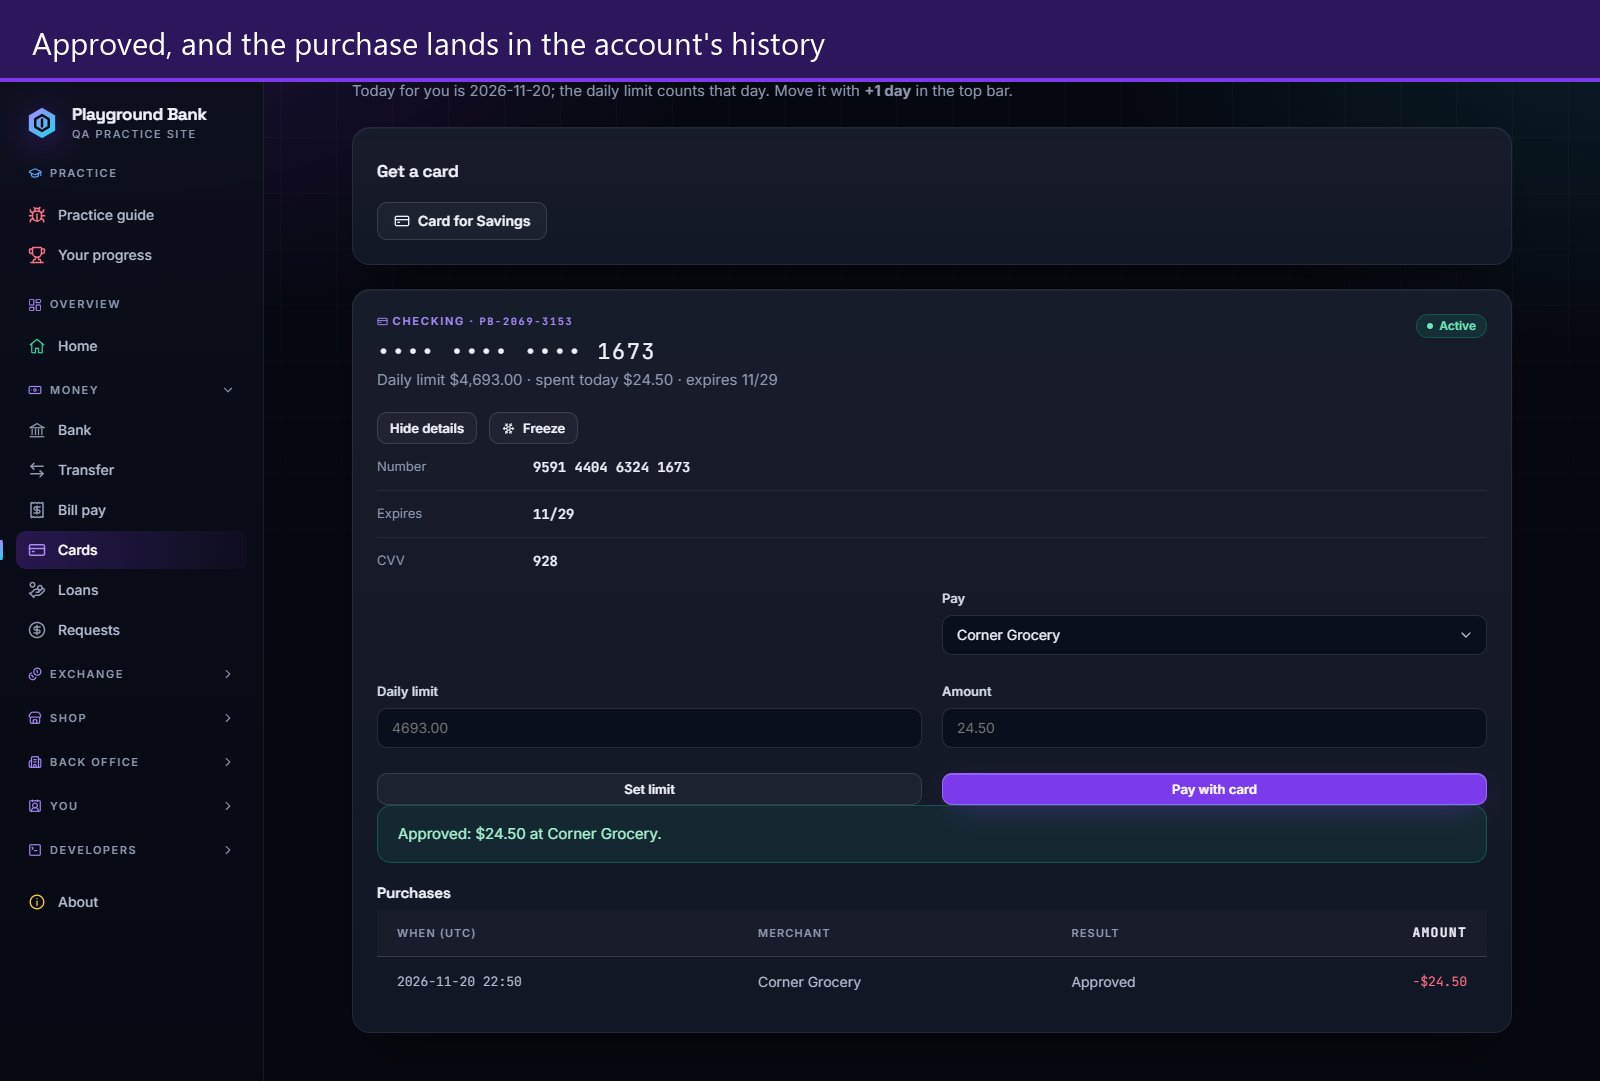 Approved, and the purchase lands in the account's history
Playground Bank
QA PRACTICE SITE
PRACTICE
Practice guide
Your progress
OVERVIEW
Home
MONEY
Bank
Transfer
Bill pay
Cards
Loans
Requests
EXCHANGE
SHOP
BACK OFFICE
YOU
DEVELOPERS
About
Today for you is 2026-11-20; the daily limit counts that day. Move it with +1 day in the top bar.
Get a card
Card for Savings
CHECKING · PB-2069-3153
Active
•••• •••• •••• 1673
Daily limit $4,693.00 · spent today $24.50 · expires 11/29
Hide details
Freeze
Number 9591 4404 6324 1673
Expires 11/29
CVV 928
Pay
Corner Grocery
Daily limit
4693.00
Amount
24.50
Set limit
Pay with card
Approved: $24.50 at Corner Grocery.
Purchases
WHEN (UTC) MERCHANT RESULT AMOUNT
2026-11-20 22:50 Corner Grocery Approved -$24.50